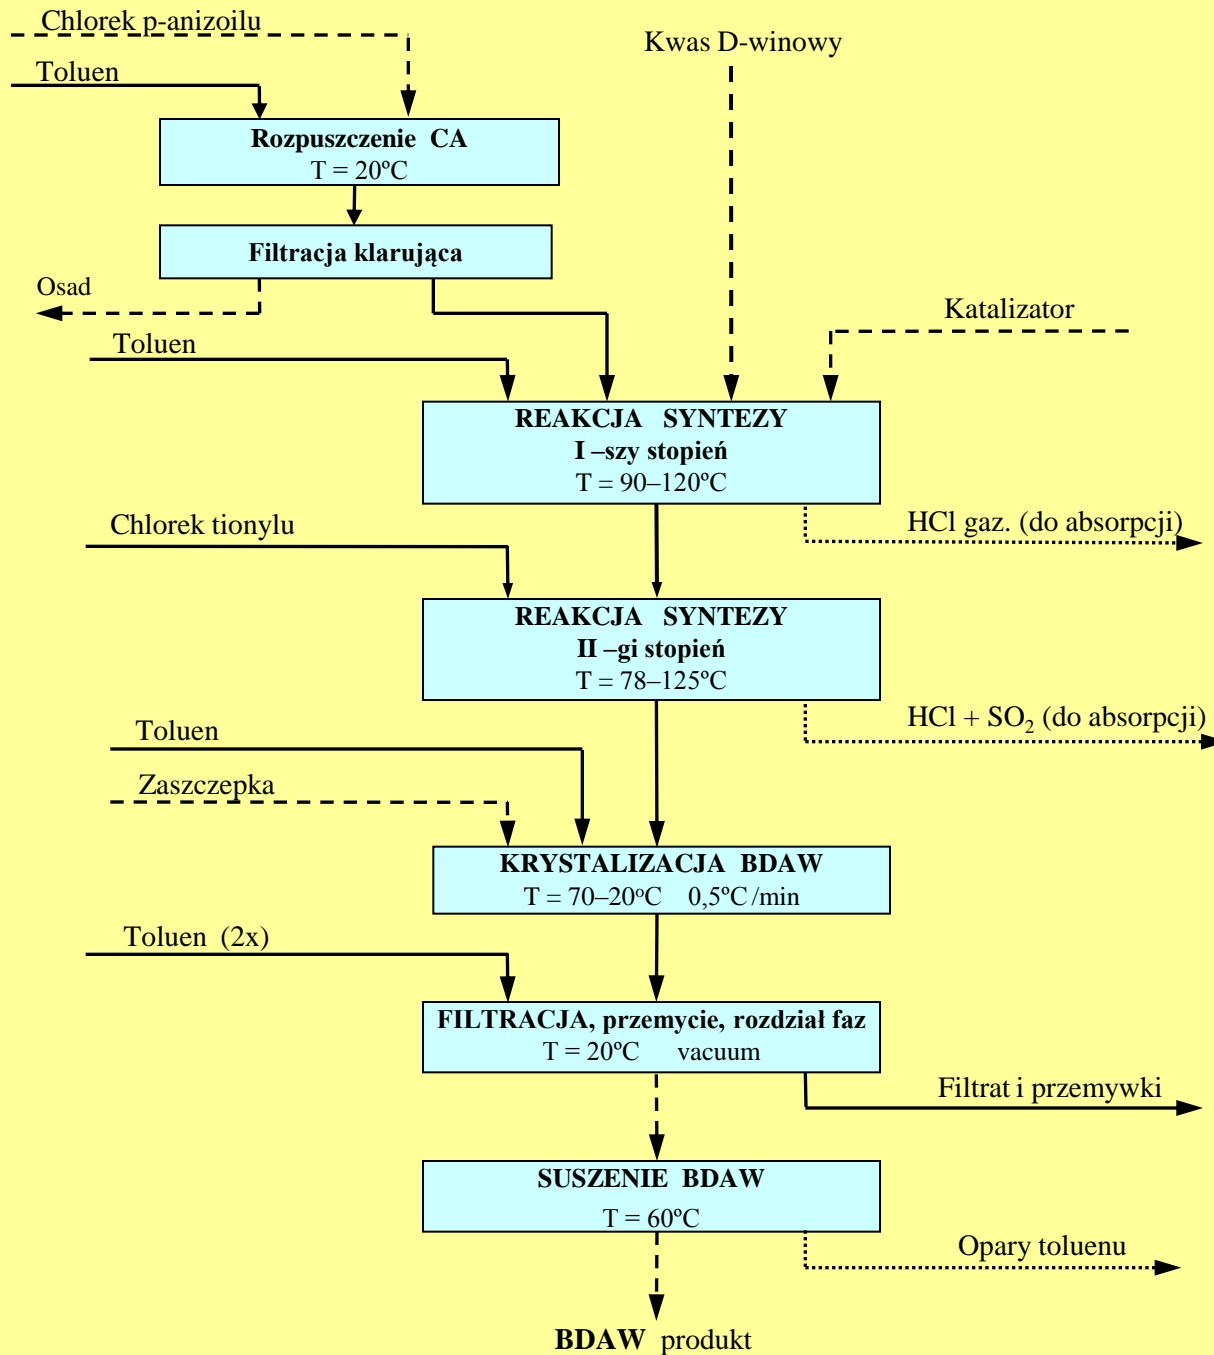 Chlorek p-anizoilu
Kwas D-winowy
Toluen
Rozpuszczenie CA
T = 20ºC
Filtracja klarująca
Osad
Katalizator
Toluen
REAKCJA SYNTEZY
I –szy stopień
T = 90–120ºC
Chlorek tionylu
HCl gaz. (do absorpcji)
REAKCJA SYNTEZY
II –gi stopień
T = 78–125ºC
Toluen
HCl + SO₂ (do absorpcji)
Zaszczepka
KRYSTALIZACJA BDAW
T = 70–20ºC 0,5ºC /min
Toluen (2x)
FILTRACJA, przemycie, rozdział faz
T = 20ºC vacuum
Filtrat i przemywki
SUSZENIE BDAW
T = 60ºC
Opary toluenu
BDAW produkt